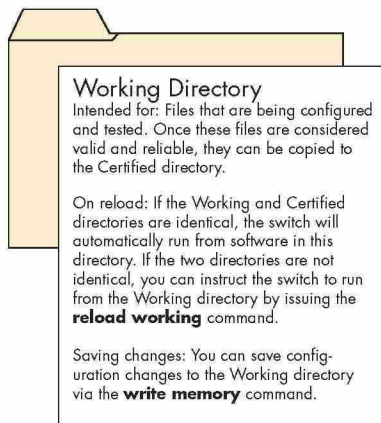 Working Directory
Intended for: Files that are being configured
and tested. Once these files are considered
valid and reliable, they can be copied to
the Certified directory.
On reload: If the Working and Certified
directories are identical, the switch will
automatically run from software in this
directory. If the two directories are not
identical, you can instruct the switch to run
from the Working directory by issuing the
reload working command.
Saving changes: You can save config-
uration changes to the Working directory
via the write memory command.